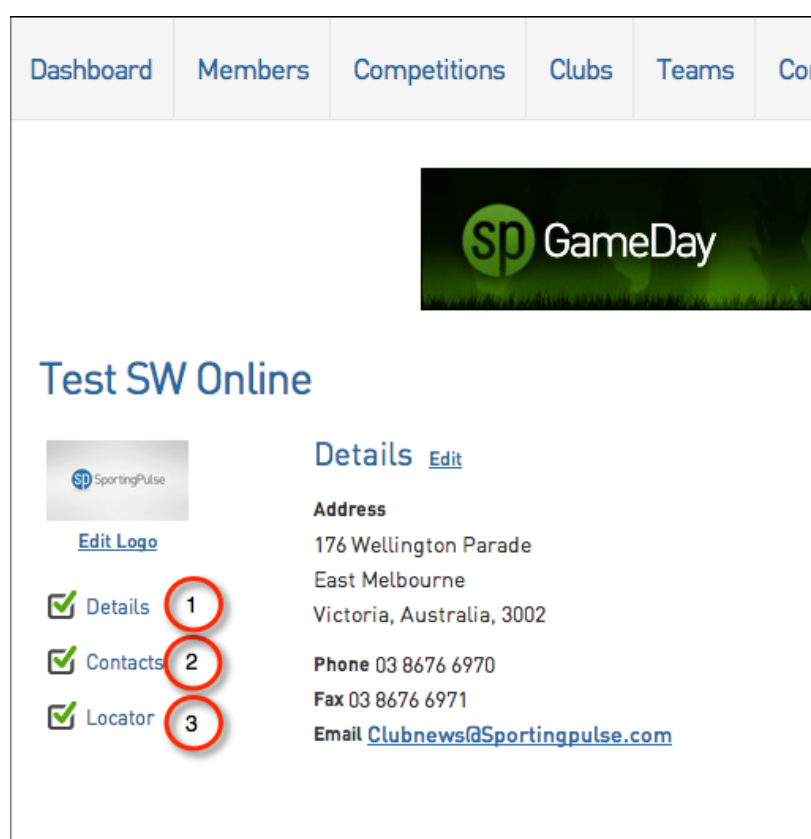 Dashboard Members Competitions Clubs Teams
sp GameDay
Test SW Online
sp SportingPulse
Edit Logo
Details 1
Contacts 2
Locator 3
Details Edit
Address
176 Wellington Parade
East Melbourne
Victoria, Australia, 3002
Phone 03 8676 6970
Fax 03 8676 6971
Email Clubnews@Sportingpulse.com